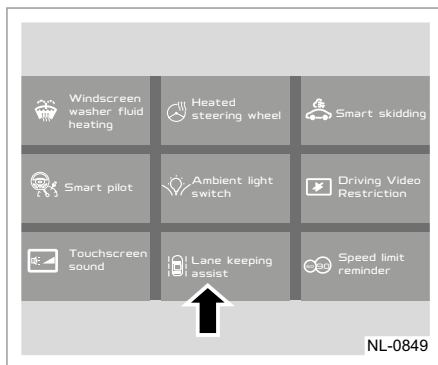 Windscreen
washer fluid
heating
Heated
steering wheel
Smart skidding
Smart pilot
Ambient light
switch
Driving Video
Restriction
Touchscreen
sound
Lane keeping
assist
Speed limit
reminder
NL-0849